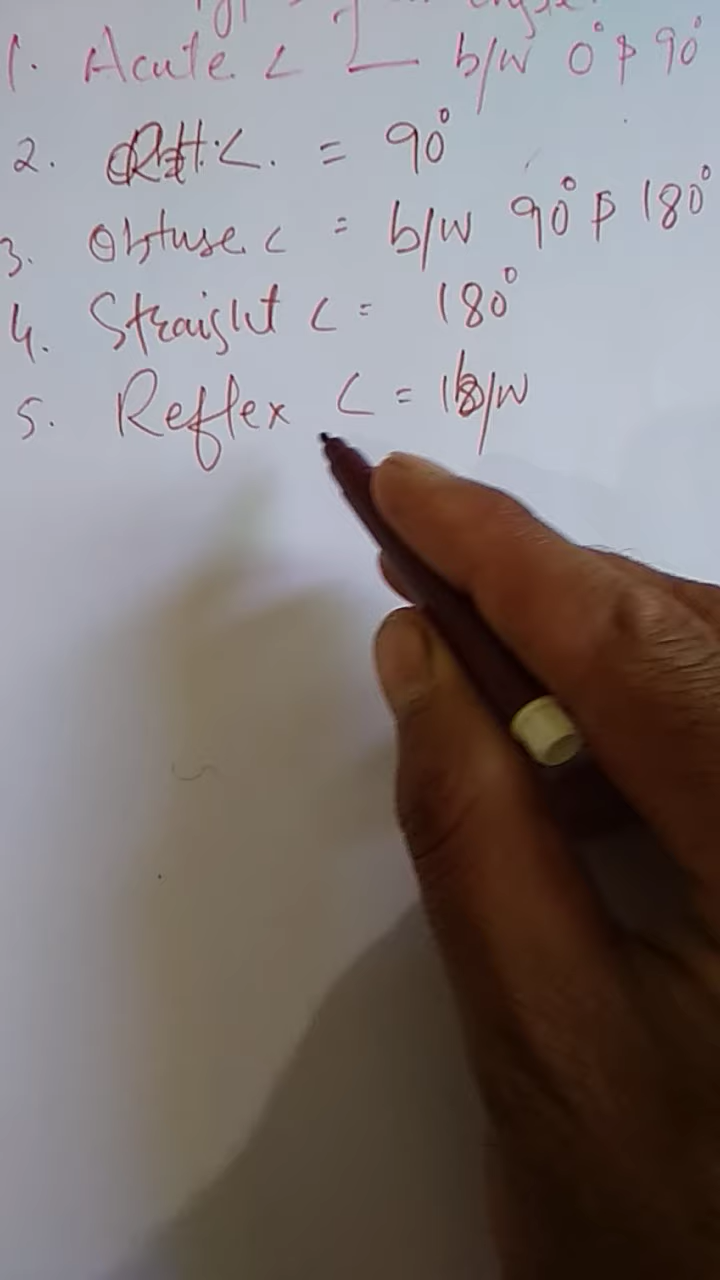 1. Acute < b/w 0° & 90°
2. Rt. < . = 90°
3. Obtuse < = b/w 90° & 180°
4. Straight < = 180°
5. Reflex < = b/w